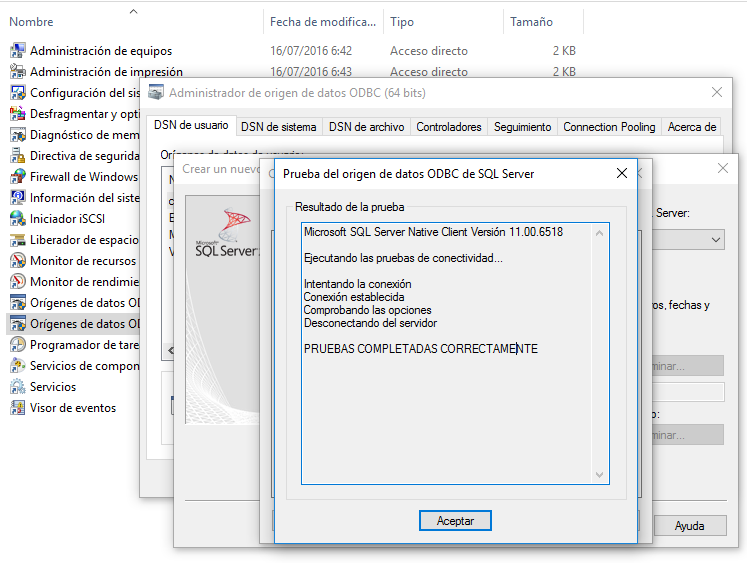 Nombre Fecha de modifica... Tipo Tamaño
Administración de equipos 16/07/2016 6:42 Acceso directo 2 KB
Administración de impresión 16/07/2016 6:43 Acceso directo 2 KB
Configuración del sis
Desfragmentar y opti
Diagnóstico de mem
Directiva de segurida
Firewall de Windows
Información del siste
Iniciador iSCSI
Liberador de espacio
Monitor de recursos
Monitor de rendimie
Orígenes de datos OD
Orígenes de datos OD
Programador de tare
Servicios de compon
Servicios
Visor de eventos
Administrador de origen de datos ODBC (64 bits)
DSN de usuario DSN de sistema DSN de archivo Controladores Seguimiento Connection Pooling Acerca de
Crear un nuevo
Microsoft
SQL Server
SQL Server:
os, fechas y
minar...
o:
minar...
Ayuda
Prueba del origen de datos ODBC de SQL Server
Resultado de la prueba
Microsoft SQL Server Native Client Versión 11.00.6518
Ejecutando las pruebas de conectividad...
Intentando la conexión
Conexión establecida
Comprobando las opciones
Desconectando del servidor
PRUEBAS COMPLETADAS CORRECTAMENTE
Aceptar